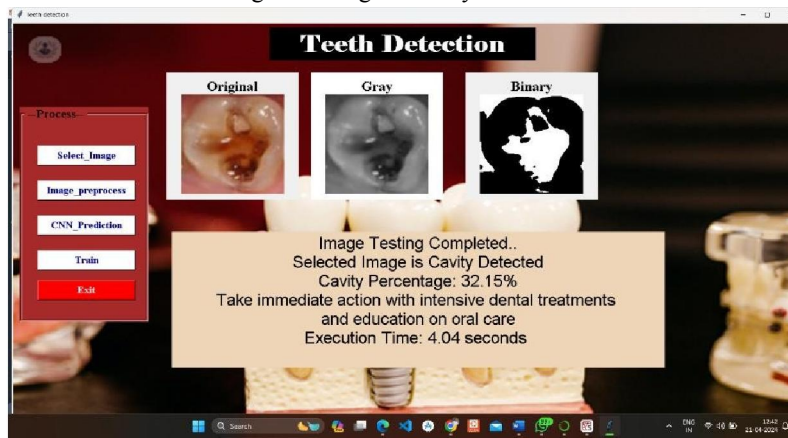 Teeth detection
Teeth Detection
Original
Gray
Binary
Process
Select_Image
Image_preprocess
CNN_Prediction
Train
Exit
Image Testing Completed..
Selected Image is Cavity Detected
Cavity Percentage: 32.15%
Take immediate action with intensive dental treatments
and education on oral care
Execution Time: 4.04 seconds
Search
ENG
IN
12:42
21-04-2024